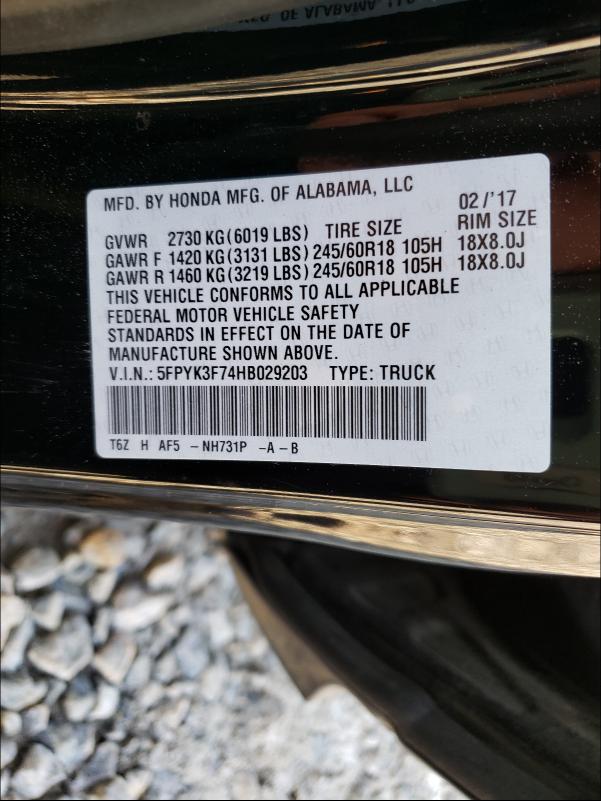 MFD. BY HONDA MFG. OF ALABAMA, LLC 02/'17
GVWR 2730 KG(6019 LBS) TIRE SIZE RIM SIZE
GAWR F 1420 KG(3131 LBS) 245/60R18 105H 18X8.0J
GAWR R 1460 KG(3219 LBS) 245/60R18 105H 18X8.0J
THIS VEHICLE CONFORMS TO ALL APPLICABLE
FEDERAL MOTOR VEHICLE SAFETY
STANDARDS IN EFFECT ON THE DATE OF
MANUFACTURE SHOWN ABOVE.
V.I.N.: 5FPYK3F74HB029203 TYPE: TRUCK
T6Z H AF5 -NH731P -A-B